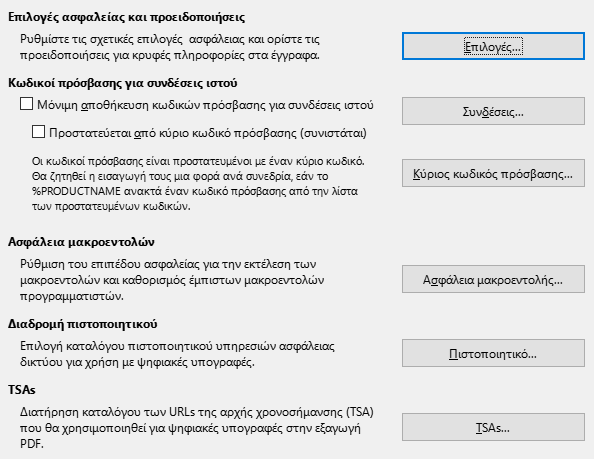 Επιλογές ασφαλείας και προειδοποιήσεις
Ρυθμίστε τις σχετικές επιλογές  ασφάλειας και ορίστε τις
προειδοποιήσεις για κρυφές πληροφορίες στα έγγραφα.
Επιλογές...
Κωδικοί πρόσβασης για συνδέσεις ιστού
Μόνιμη αποθήκευση κωδικών πρόσβασης για συνδέσεις ιστού
Συνδέσεις...
Προστατεύεται από κύριο κωδικό πρόσβασης (συνιστάται)
Οι κωδικοί πρόσβασης είναι προστατευμένοι με έναν κύριο κωδικό.
Θα ζητηθεί η εισαγωγή τους μια φορά ανά συνεδρία, εάν το
%PRODUCTNAME ανακτά έναν κωδικό πρόσβασης από την λίστα
των προστατευμένων κωδικών.
Κύριος κωδικός πρόσβασης...
Ασφάλεια μακροεντολών
Ρύθμιση του επιπέδου ασφαλείας για την εκτέλεση των
μακροεντολών και καθορισμός έμπιστων μακροεντολών
προγραμματιστών.
Ασφάλεια μακροεντολής...
Διαδρομή πιστοποιητικού
Επιλογή καταλόγου πιστοποιητικού υπηρεσιών ασφάλειας
δικτύου για χρήση με ψηφιακές υπογραφές.
Πιστοποιητικό...
TSAs
Διατήρηση καταλόγου των URLs της αρχής χρονοσήμανσης (TSA)
που θα χρησιμοποιηθεί για ψηφιακές υπογραφές στην εξαγωγή
PDF.
TSAs...